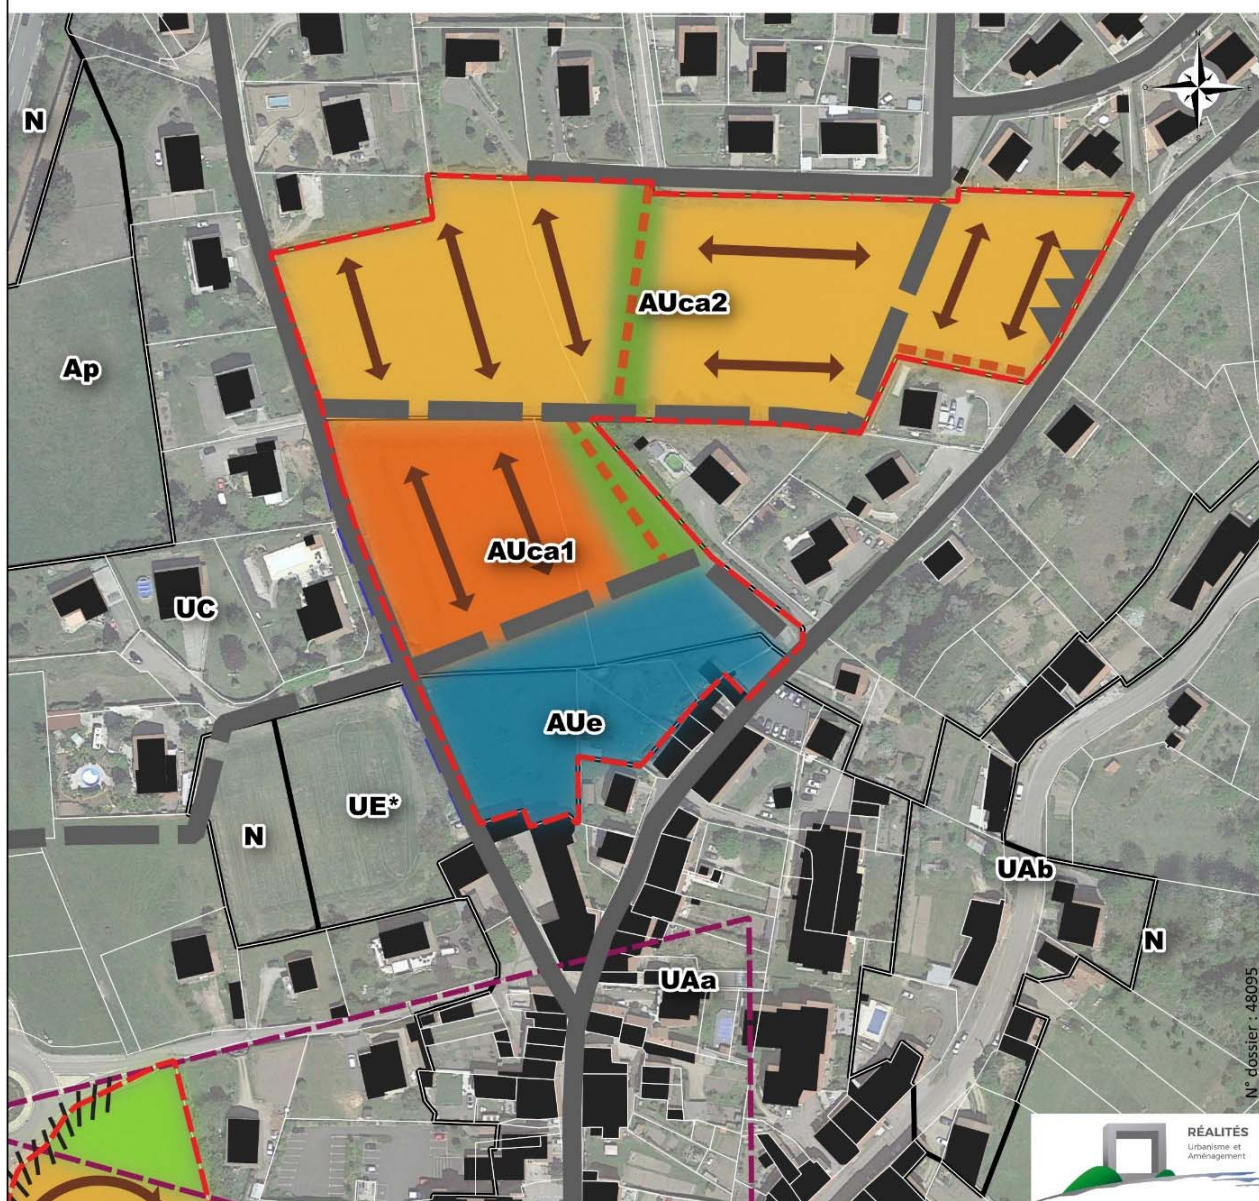 N
N
E
Ap
AUca2
AUca1
UC
AUe
UE*
N
UAb
N
UAa
N° dossier : 48095
RÉALITÉS
Urbanisme et
Aménagement